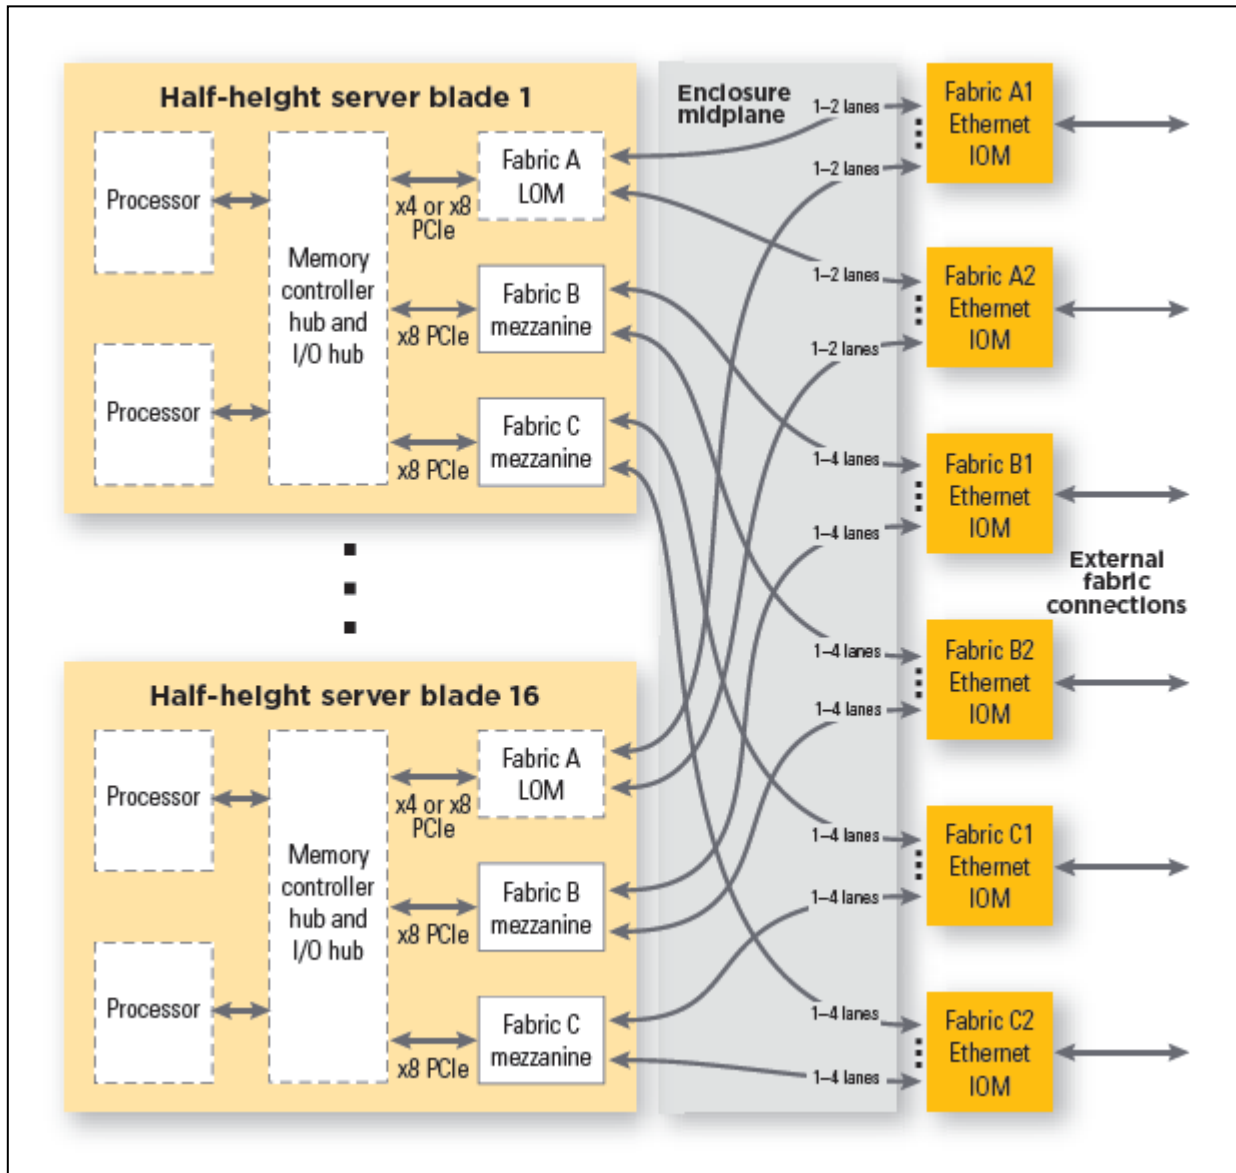 Half-height server blade 1
Processor
Processor
Memory
controller
hub and
I/O hub
x4 or x8
PCIe
x8 PCIe
x8 PCIe
Fabric A
LOM
Fabric B
mezzanine
Fabric C
mezzanine
Half-height server blade 16
Processor
Processor
Memory
controller
hub and
I/O hub
x4 or x8
PCIe
x8 PCIe
x8 PCIe
Fabric A
LOM
Fabric B
mezzanine
Fabric C
mezzanine
Enclosure
midplane
1–2 lanes
1–2 lanes
1–2 lanes
1–2 lanes
1–4 lanes
1–4 lanes
1–4 lanes
1–4 lanes
1–4 lanes
1–4 lanes
1–4 lanes
1–4 lanes
Fabric A1
Ethernet
IOM
Fabric A2
Ethernet
IOM
Fabric B1
Ethernet
IOM
External
fabric
connections
Fabric B2
Ethernet
IOM
Fabric C1
Ethernet
IOM
Fabric C2
Ethernet
IOM